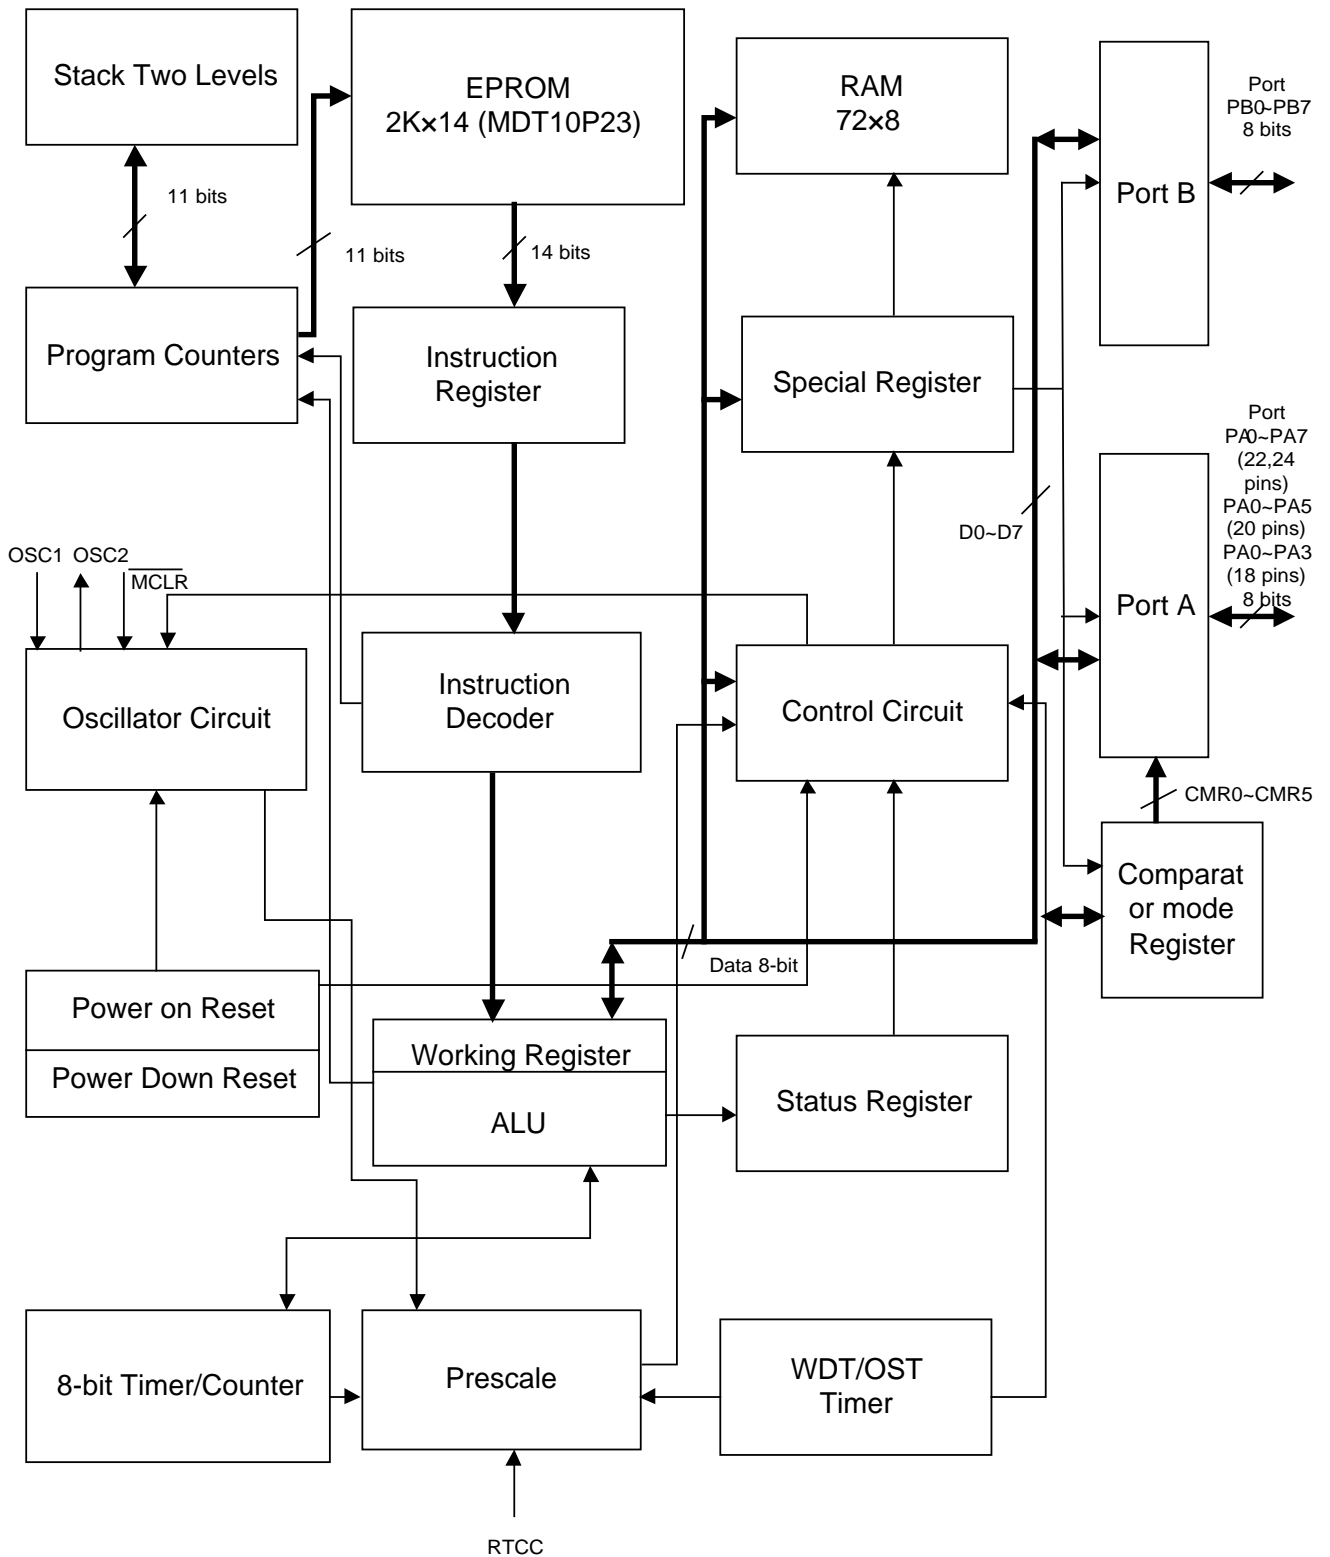 Stack Two Levels
EPROM
2K×14 (MDT10P23)
RAM
72×8
Port
PB0~PB7
8 bits
Port B
11 bits
11 bits
14 bits
Program Counters
Instruction
Register
Special Register
Port
PA0~PA7
(22,24
pins)
PA0~PA5
(20 pins)
PA0~PA3
(18 pins)
8 bits
D0~D7
Port A
OSC1
OSC2
MCLR
Oscillator Circuit
Instruction
Decoder
Control Circuit
CMR0~CMR5
Comparat
or mode
Register
Data 8-bit
Power on Reset
Power Down Reset
Working Register
ALU
Status Register
8-bit Timer/Counter
Prescale
WDT/OST
Timer
RTCC